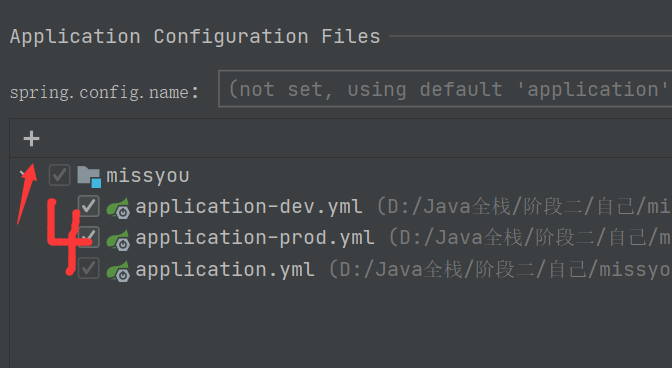 Application Configuration Files
spring.config.name: (not set, using default 'application'
+
missyou
application-dev.yml (D:/Java全栈/阶段二/自己/mi
application-prod.yml (D:/Java全栈/阶段二/自己/m
application.yml (D:/Java全栈/阶段二/自己/missyo
4